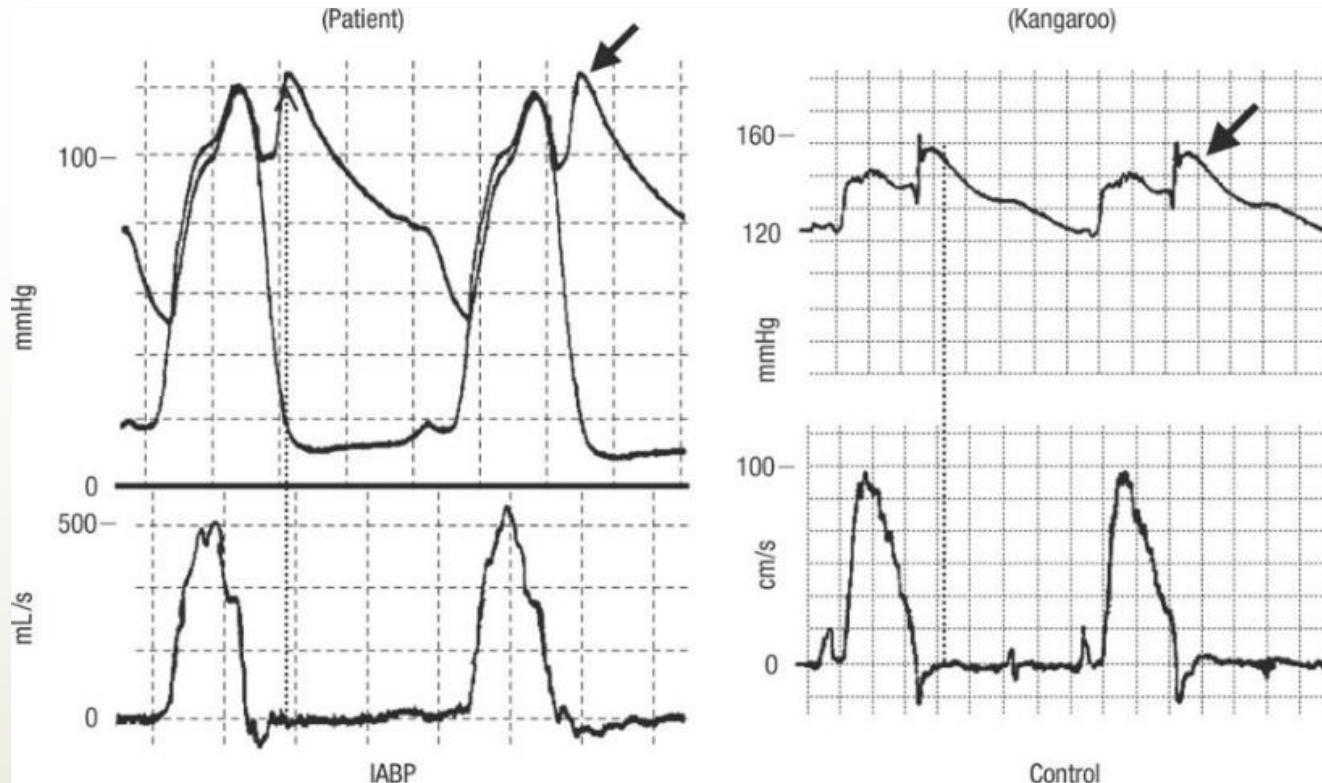 (Patient)
100
mmHg
0
500
mL/s
0
IABP
(Kangaroo)
160
120
mmHg
100
cm/s
0
Control